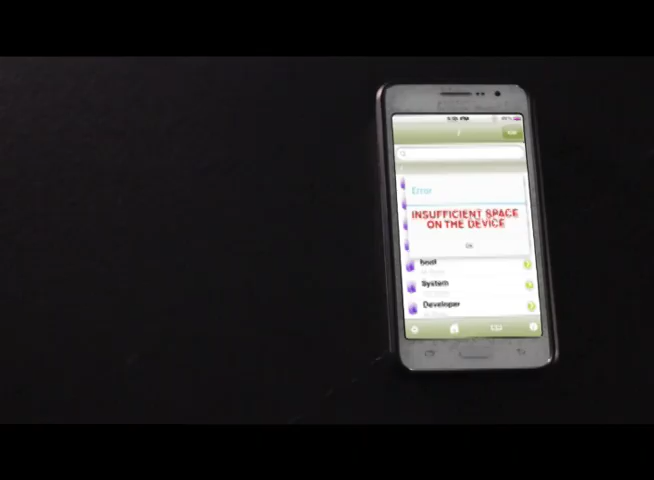 Error
INSUFFICIENT SPACE
ON THE DEVICE
OK
boot
System
Developer